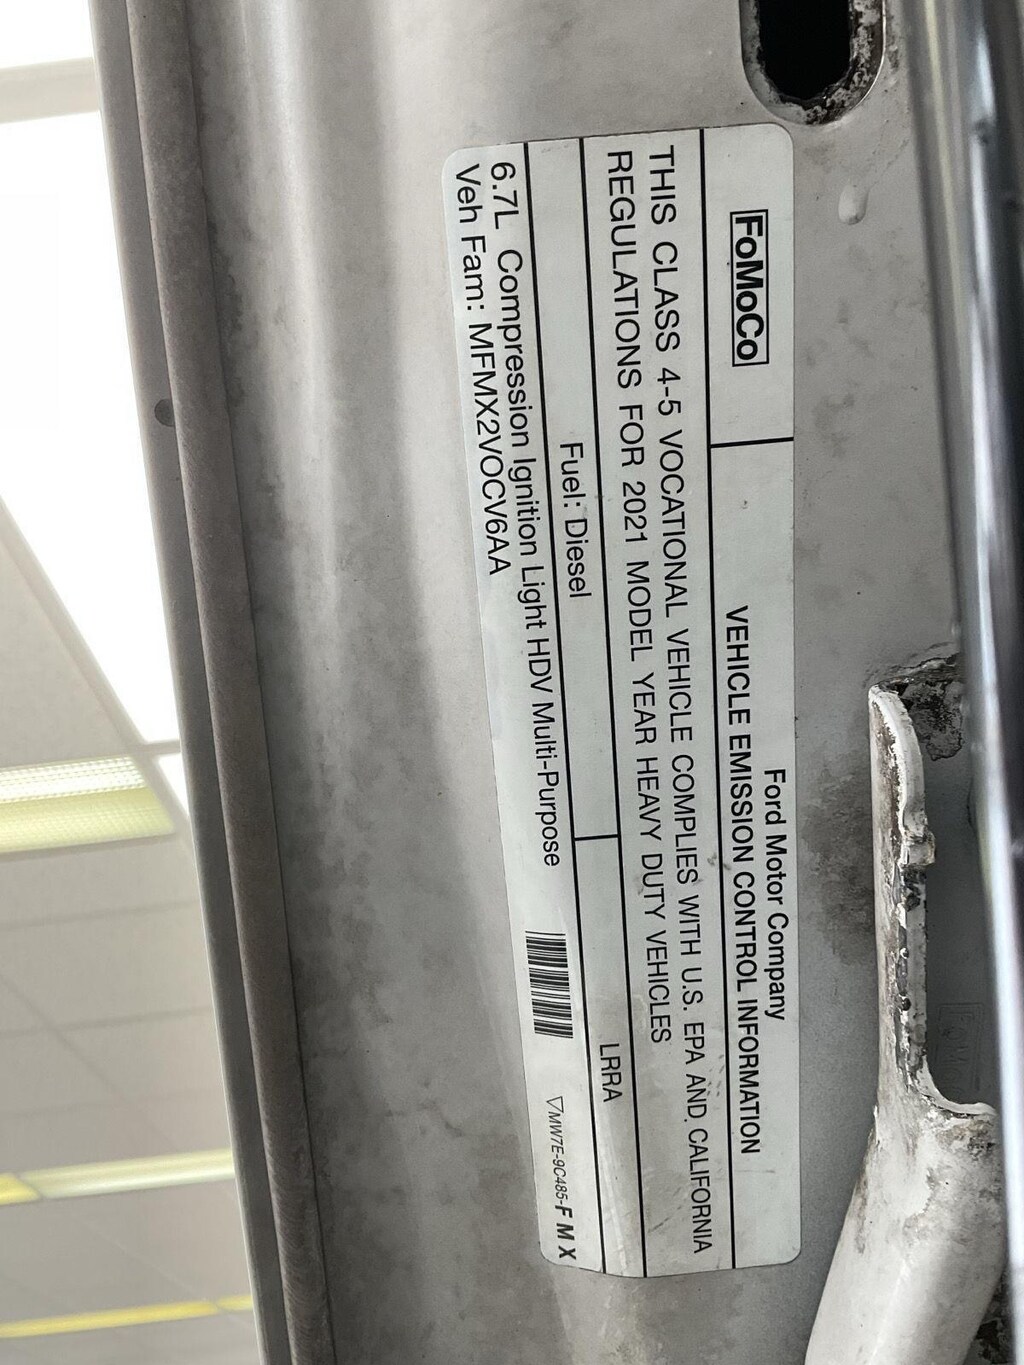 FoMoCo
Ford Motor Company
VEHICLE EMISSION CONTROL INFORMATION
THIS CLASS 4-5 VOCATIONAL VEHICLE COMPLIES WITH U.S. EPA AND CALIFORNIA
REGULATIONS FOR 2021 MODEL YEAR HEAVY DUTY VEHICLES
Fuel: Diesel
LRRA
6.7L Compression Ignition Light HDV Multi-Purpose
Veh Fam: MFMX2VOCV6AA
▽MW7E-9C485-F M X